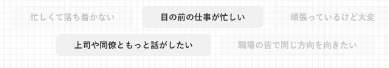 忙しくて落ち着かない
目の前の仕事が忙しい
頑張っているけど大変
上司や同僚ともっと話がしたい
職場の皆で同じ方向を向きたい